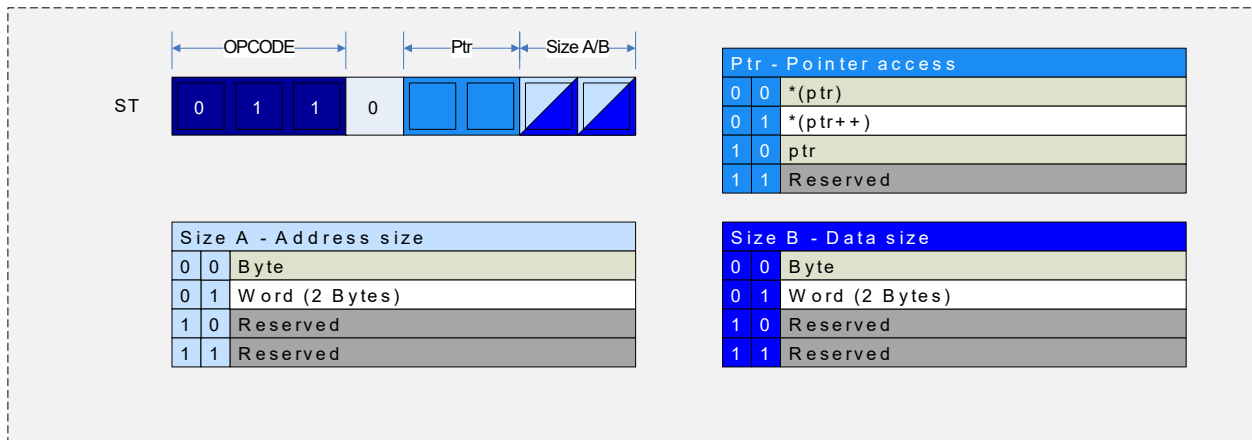 OPCODE Ptr Size A/B
ST 0 1 1 0
Ptr - Pointer access
0 0 *(ptr)
0 1 *(ptr++)
1 0 ptr
1 1 Reserved
Size A - Address size
0 0 Byte
0 1 Word (2 Bytes)
1 0 Reserved
1 1 Reserved
Size B - Data size
0 0 Byte
0 1 Word (2 Bytes)
1 0 Reserved
1 1 Reserved